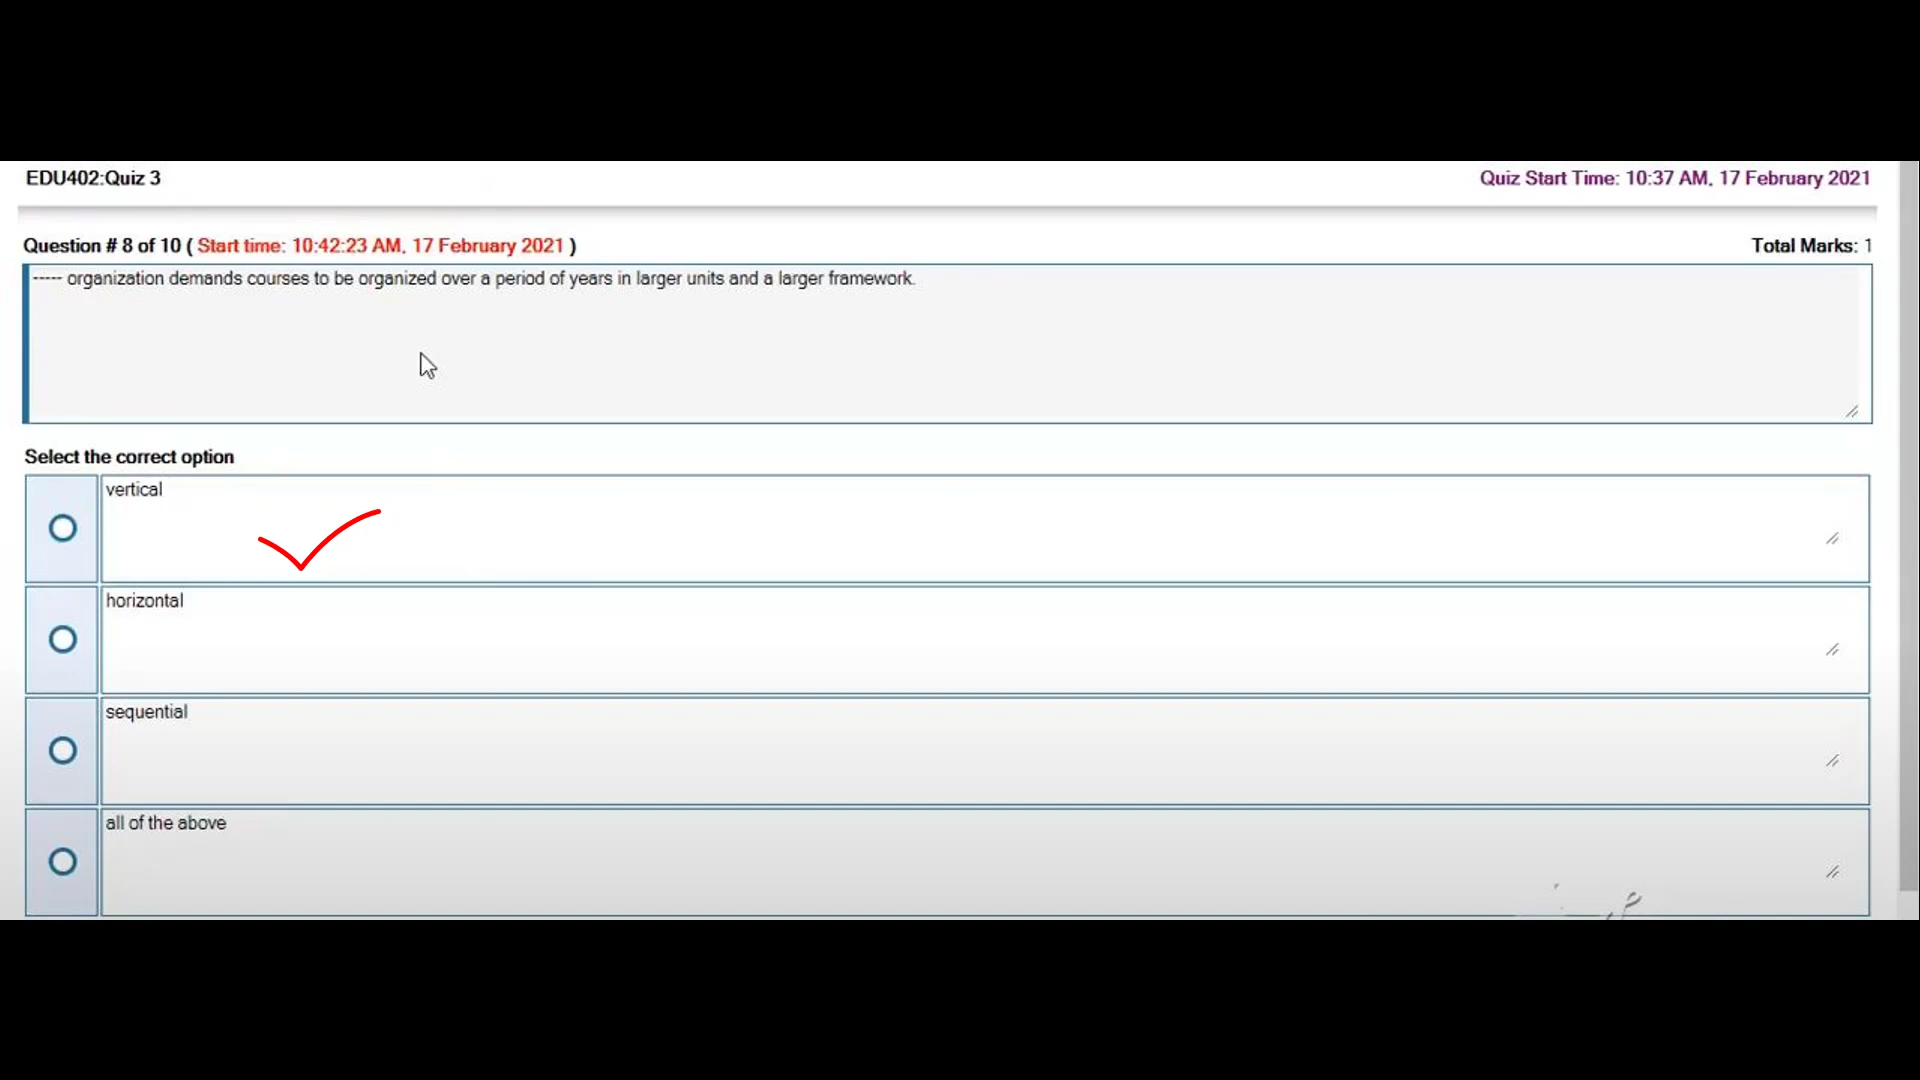 EDU402:Quiz 3
Quiz Start Time: 10:37 AM, 17 February 2021
Question # 8 of 10 ( Start time: 10:42:23 AM, 17 February 2021 )
Total Marks: 1
----- organization demands courses to be organized over a period of years in larger units and a larger framework.
Select the correct option
vertical
horizontal
sequential
all of the above